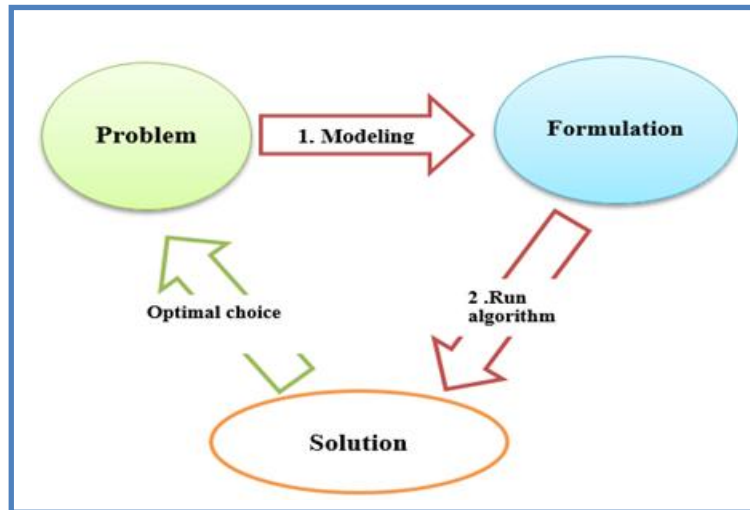 Problem
1. Modeling
Formulation
Optimal choice
2 .Run
algorithm
Solution